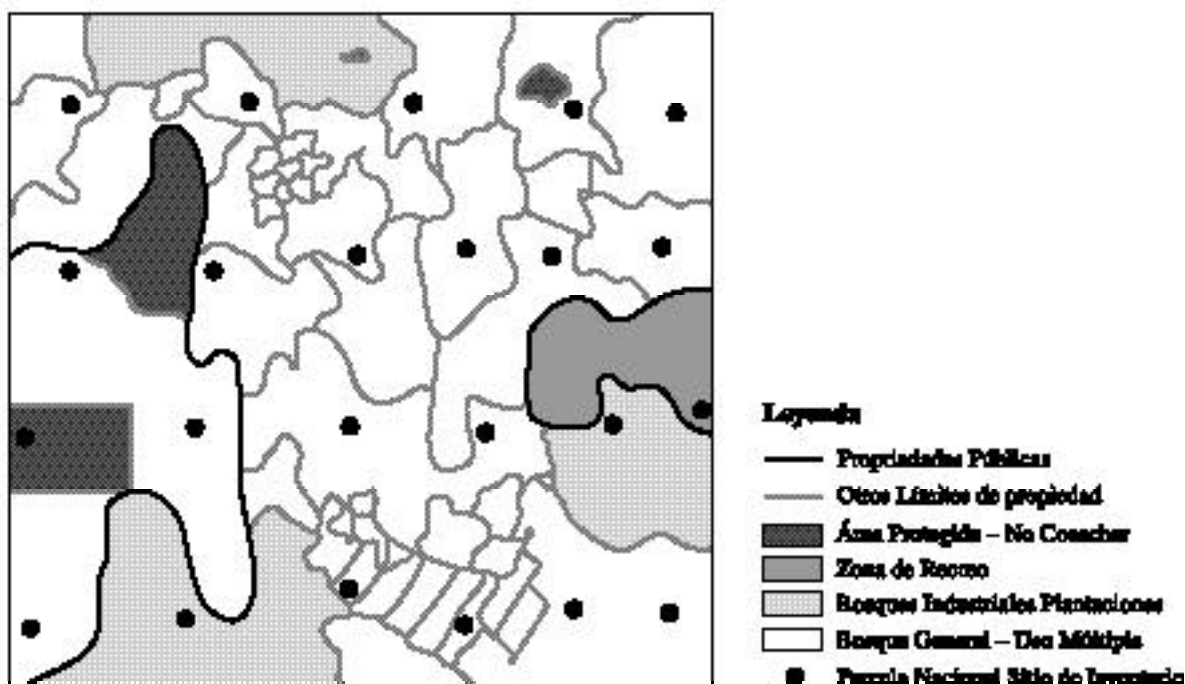 Leyenda
Propriedades Públicas
Otros Límites de propiedad
Área Protegida – No Cosechar
Zona de Recreo
Bosques Industriales Plantaciones
Bosque General – Uso Múltiple
Parcela Nacional Sitio de Inventario